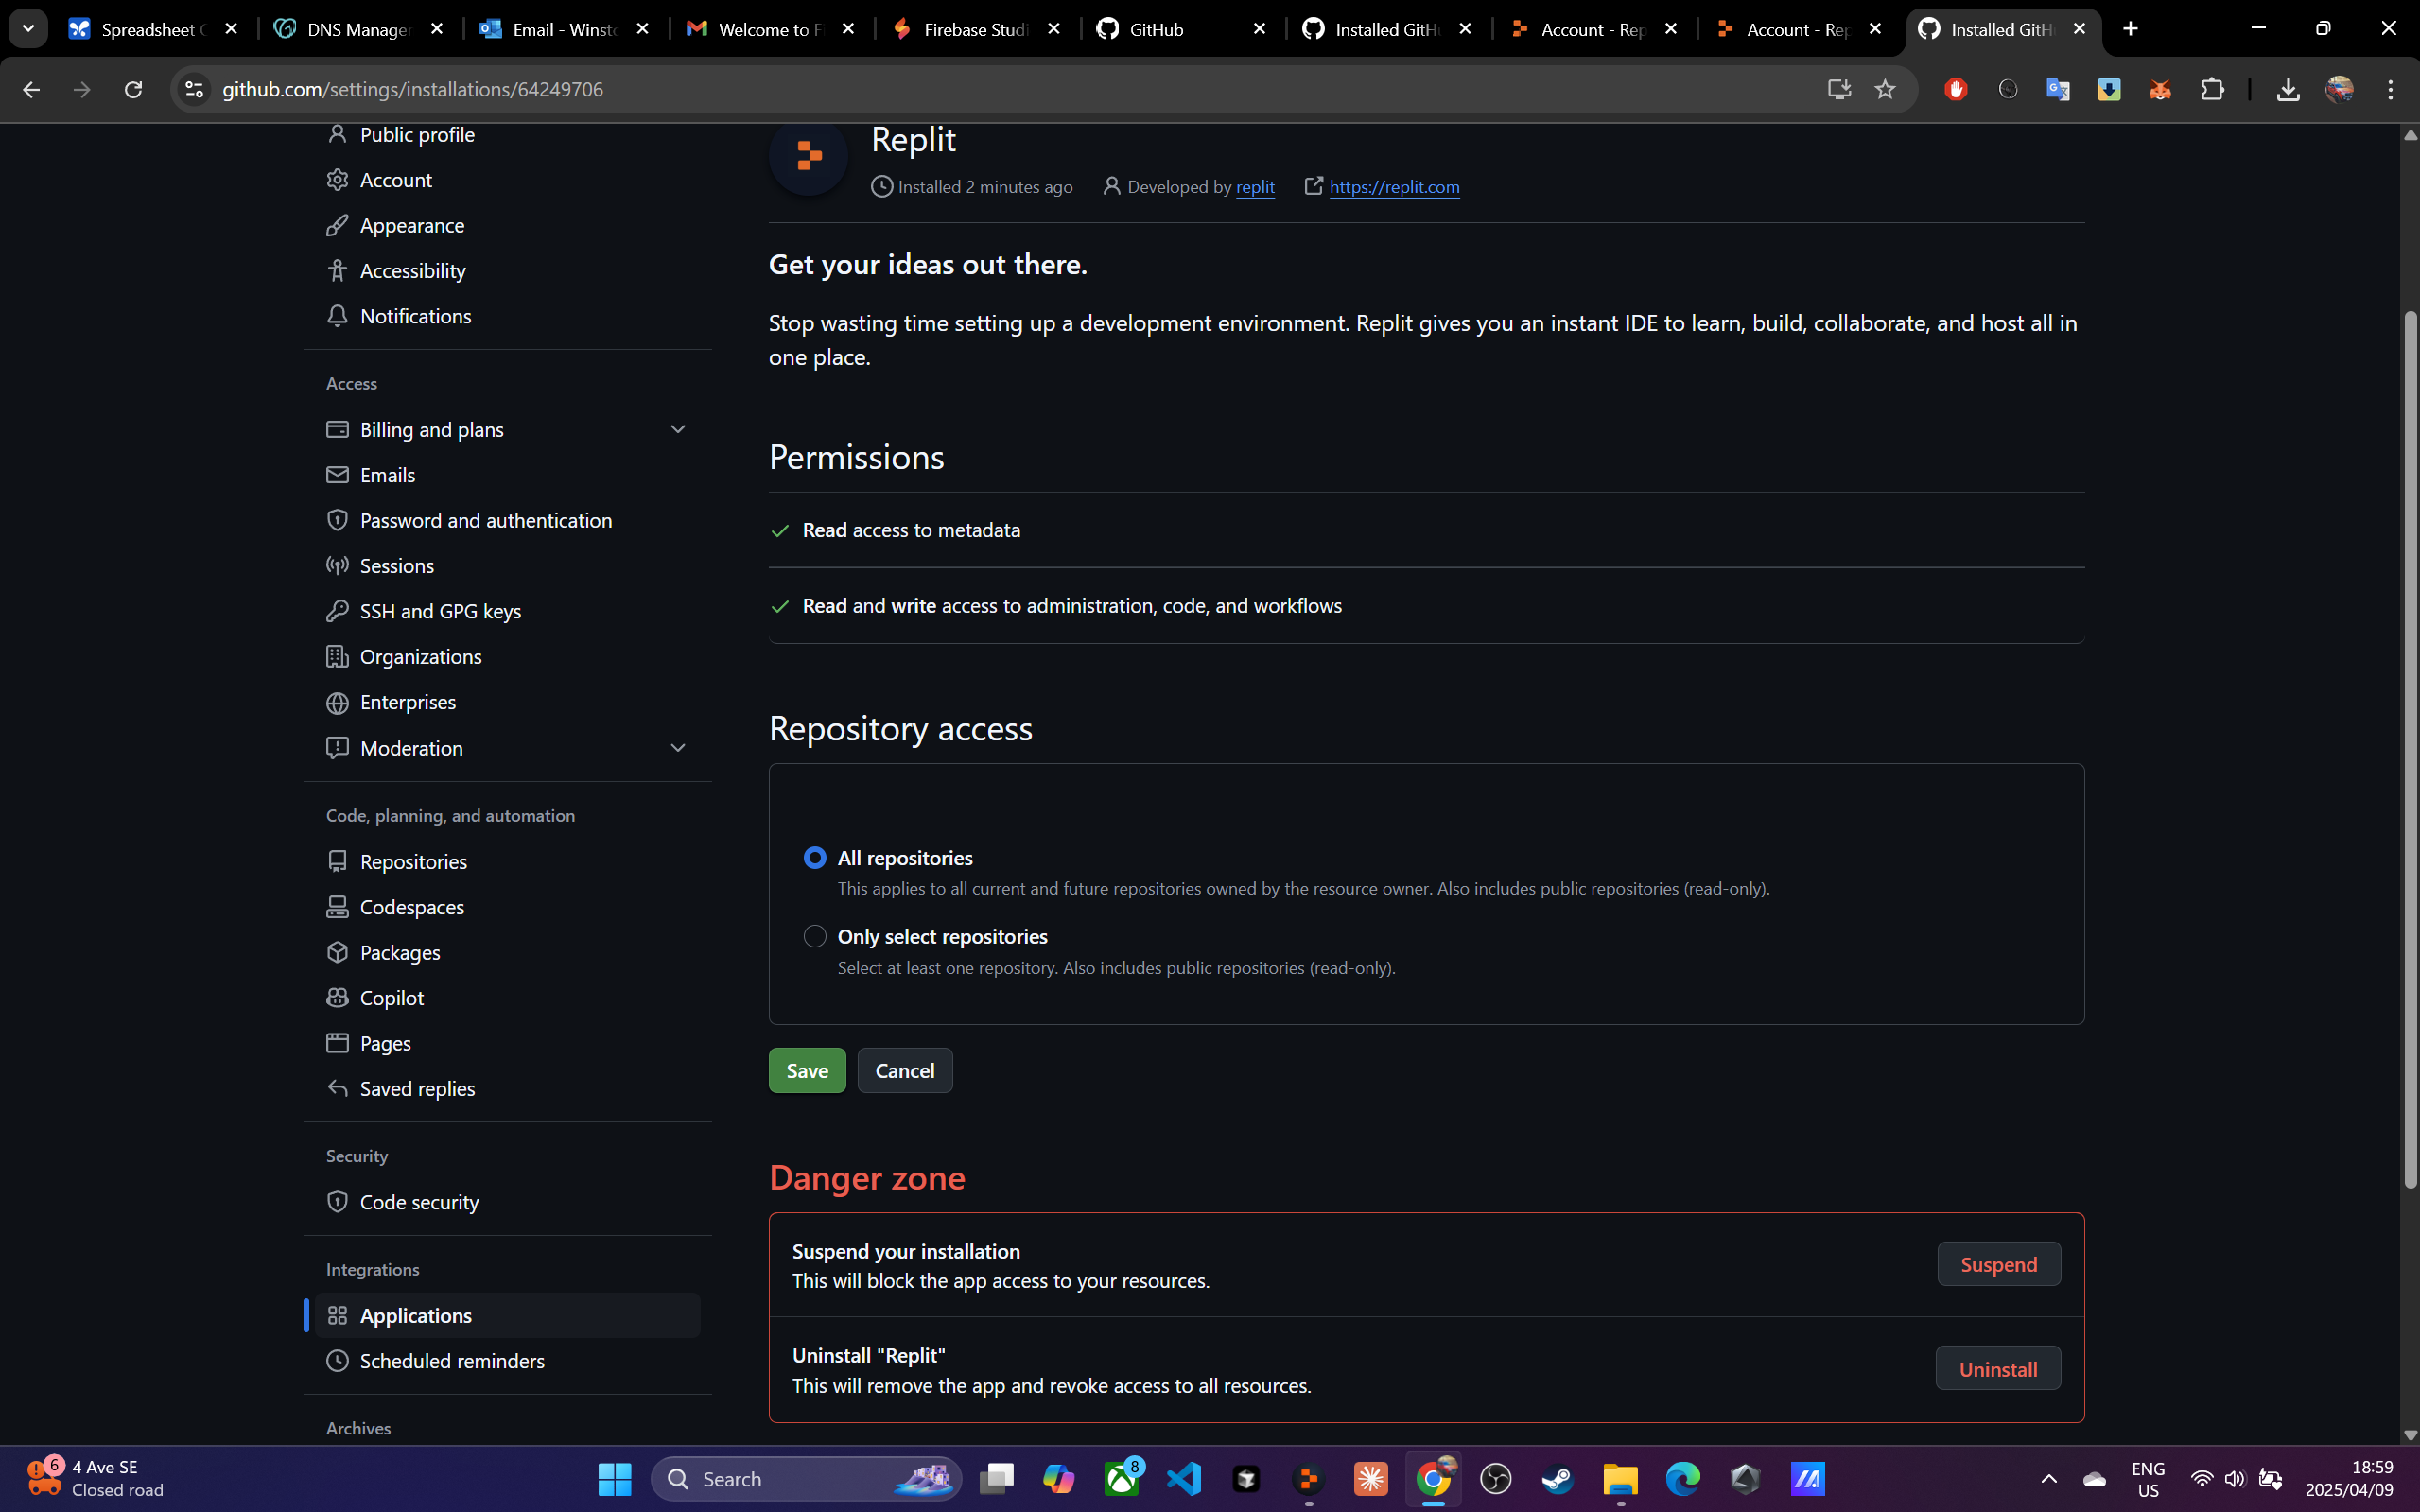 Spreadsheet
DNS Manager
Email - Winst
Welcome to F
Firebase Studi
GitHub
Installed GitH
Account - Rep
Account - Rep
Installed GitH
github.com/settings/installations/64249706
Public profile
Account
Appearance
Accessibility
Notifications
Access
Billing and plans
Emails
Password and authentication
Sessions
SSH and GPG keys
Organizations
Enterprises
Moderation
Code, planning, and automation
Repositories
Codespaces
Packages
Copilot
Pages
Saved replies
Security
Code security
Integrations
Applications
Scheduled reminders
Archives
Replit
Installed 2 minutes ago
Developed by replit
https://replit.com
Get your ideas out there.
Stop wasting time setting up a development environment. Replit gives you an instant IDE to learn, build, collaborate, and host all in
one place.
Permissions
Read access to metadata
Read and write access to administration, code, and workflows
Repository access
All repositories
This applies to all current and future repositories owned by the resource owner. Also includes public repositories (read-only).
Only select repositories
Select at least one repository. Also includes public repositories (read-only).
Save
Cancel
Danger zone
Suspend your installation
This will block the app access to your resources.
Suspend
Uninstall "Replit"
This will remove the app and revoke access to all resources.
Uninstall
6
4 Ave SE
Closed road
Search
8
ENG
US
18:59
2025/04/09